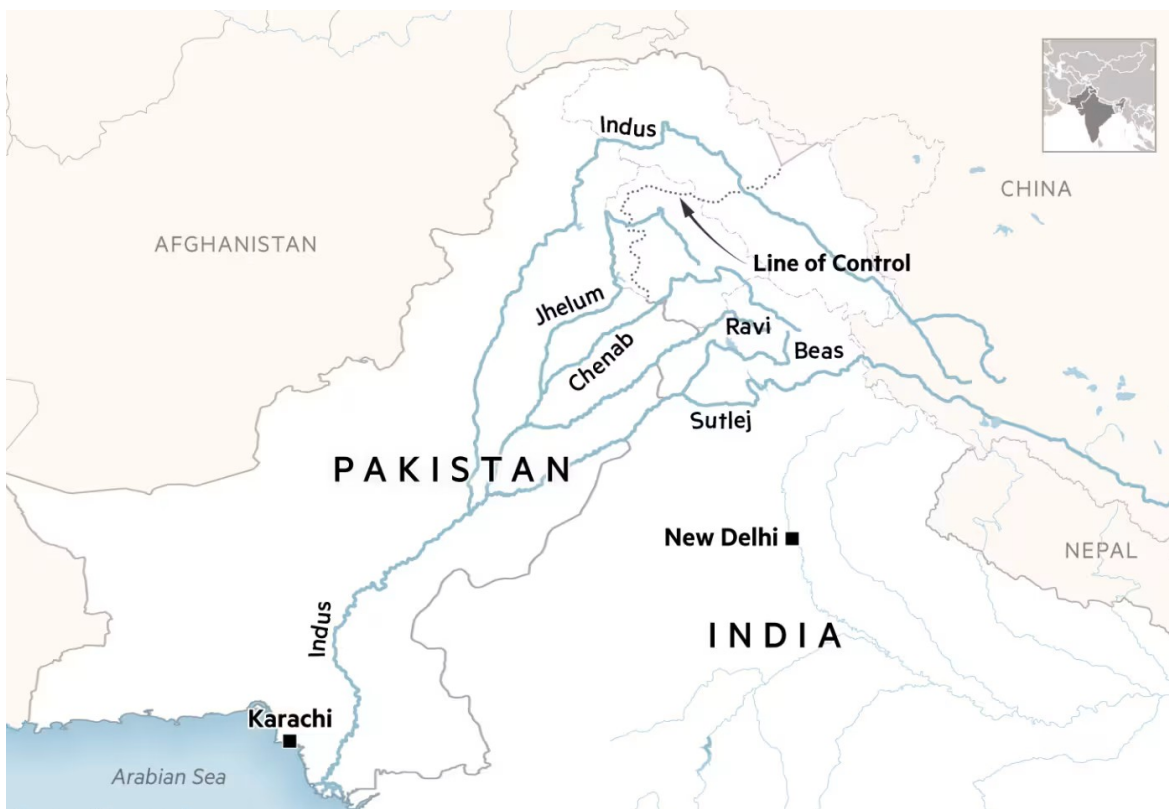 Indus
CHINA
AFGHANISTAN
Line of Control
Jhelum
Ravi
Beas
Chenab
Sutlej
PAKISTAN
New Delhi
NEPAL
Indus
INDIA
Karachi
Arabian Sea